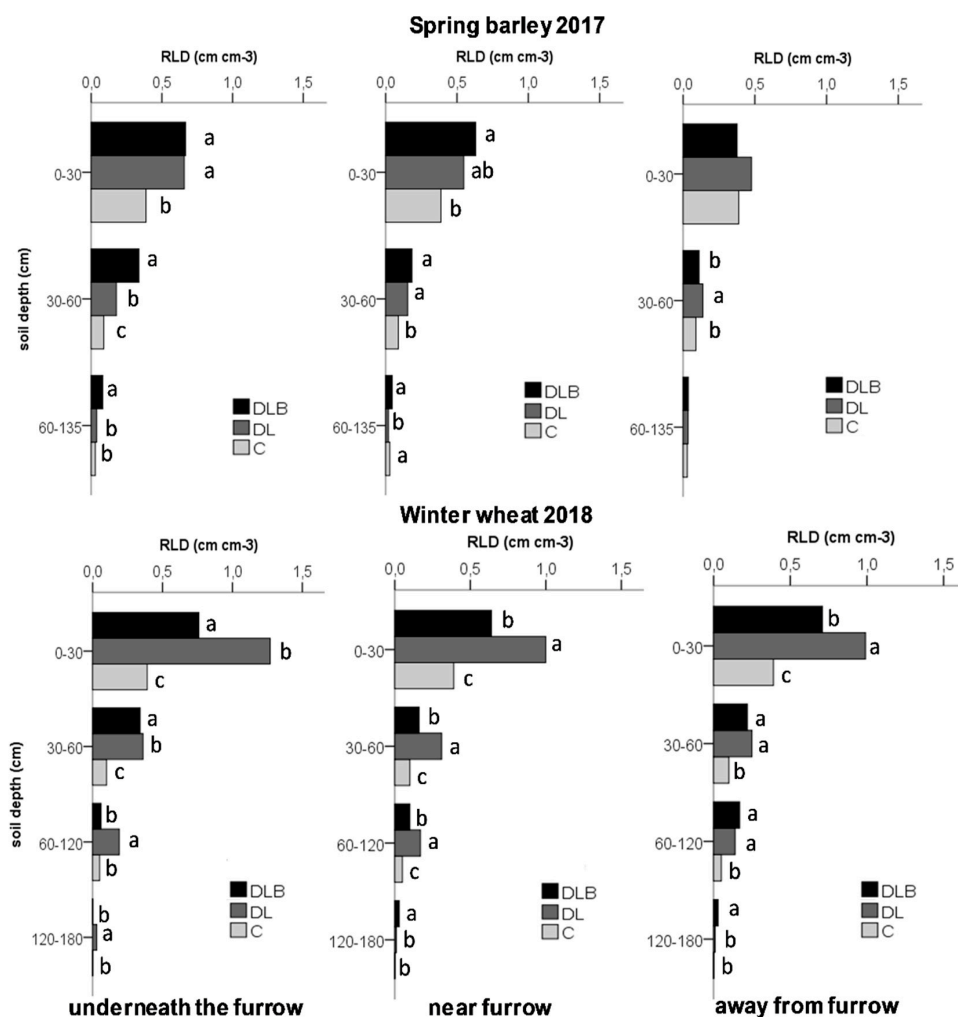 Spring barley 2017
RLD (cm cm-3)
0,0 0,5 1,0 1,5
soil depth (cm)
0-30
a
a
b
30-60
a
b
c
60-135
a
b
b
DLB
DL
C
RLD (cm cm-3)
0,0 0,5 1,0 1,5
a
ab
b
a
a
b
a
b
a
DLB
DL
C
RLD (cm cm-3)
0,0 0,5 1,0 1,5
0-30
30-60
b
a
b
60-135
DLB
DL
C
Winter wheat 2018
RLD (cm cm-3)
0,0 0,5 1,0 1,5
soil depth (cm)
0-30
a
b
c
30-60
a
b
c
60-120
b
a
b
120-180
b
a
b
DLB
DL
C
underneath the furrow
RLD (cm cm-3)
0,0 0,5 1,0 1,5
0-30
b
a
c
30-60
b
a
c
60-120
b
a
c
120-180
a
b
b
DLB
DL
C
near furrow
RLD (cm cm-3)
0,0 0,5 1,0 1,5
0-30
b
a
c
30-60
a
a
b
60-120
a
a
b
120-180
a
b
b
DLB
DL
C
away from furrow